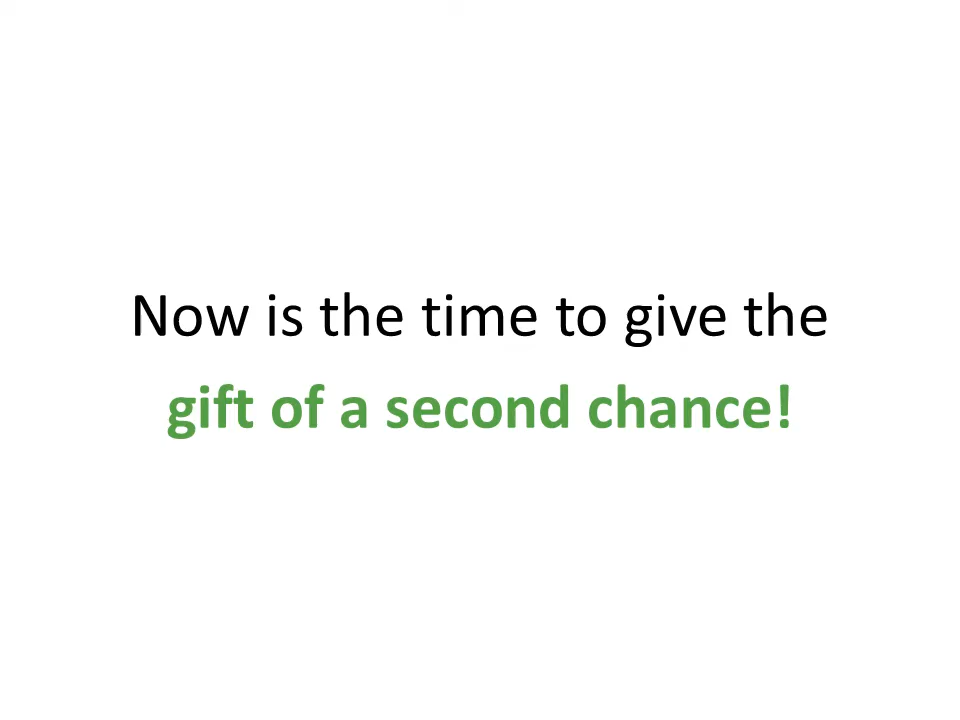 Now is the time to give the
gift of a second chance!